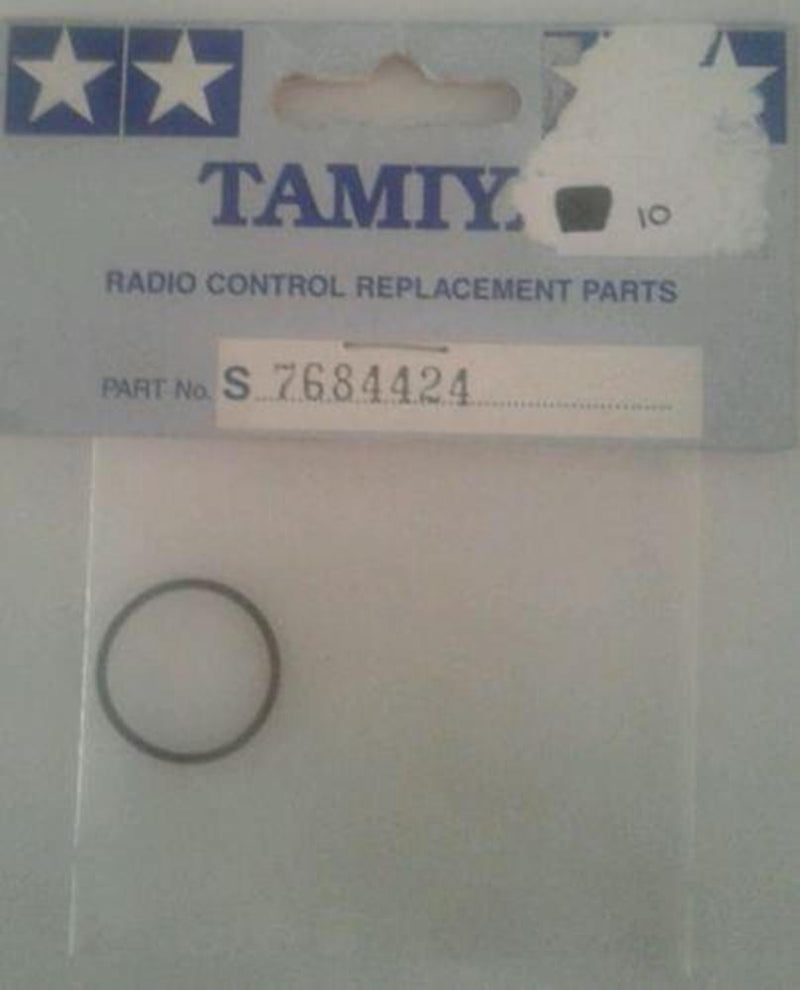 TAMIY
10
RADIO CONTROL REPLACEMENT PARTS
PART No. S 7684424